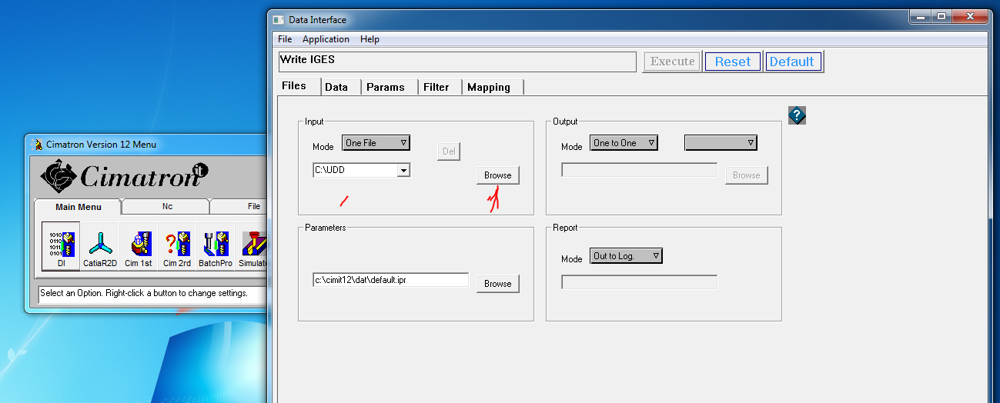 Data Interface
File Application Help
Write IGES
Execute Reset Default
Files Data Params Filter Mapping
Input
Mode One File
Del
C:\UDD
Browse
Output
Mode One to One
Browse
Parameters
c:\cimit12\dat\default.ipr
Browse
Report
Mode Out to Log.
?
Cimatron Version 12 Menu
Cimatron it
Main Menu Nc File
1010
0110
1011
0101
DI CatiaR2D Cim 1st Cim 2rd BatchPro Simulate
Select an Option. Right-click a button to change settings.